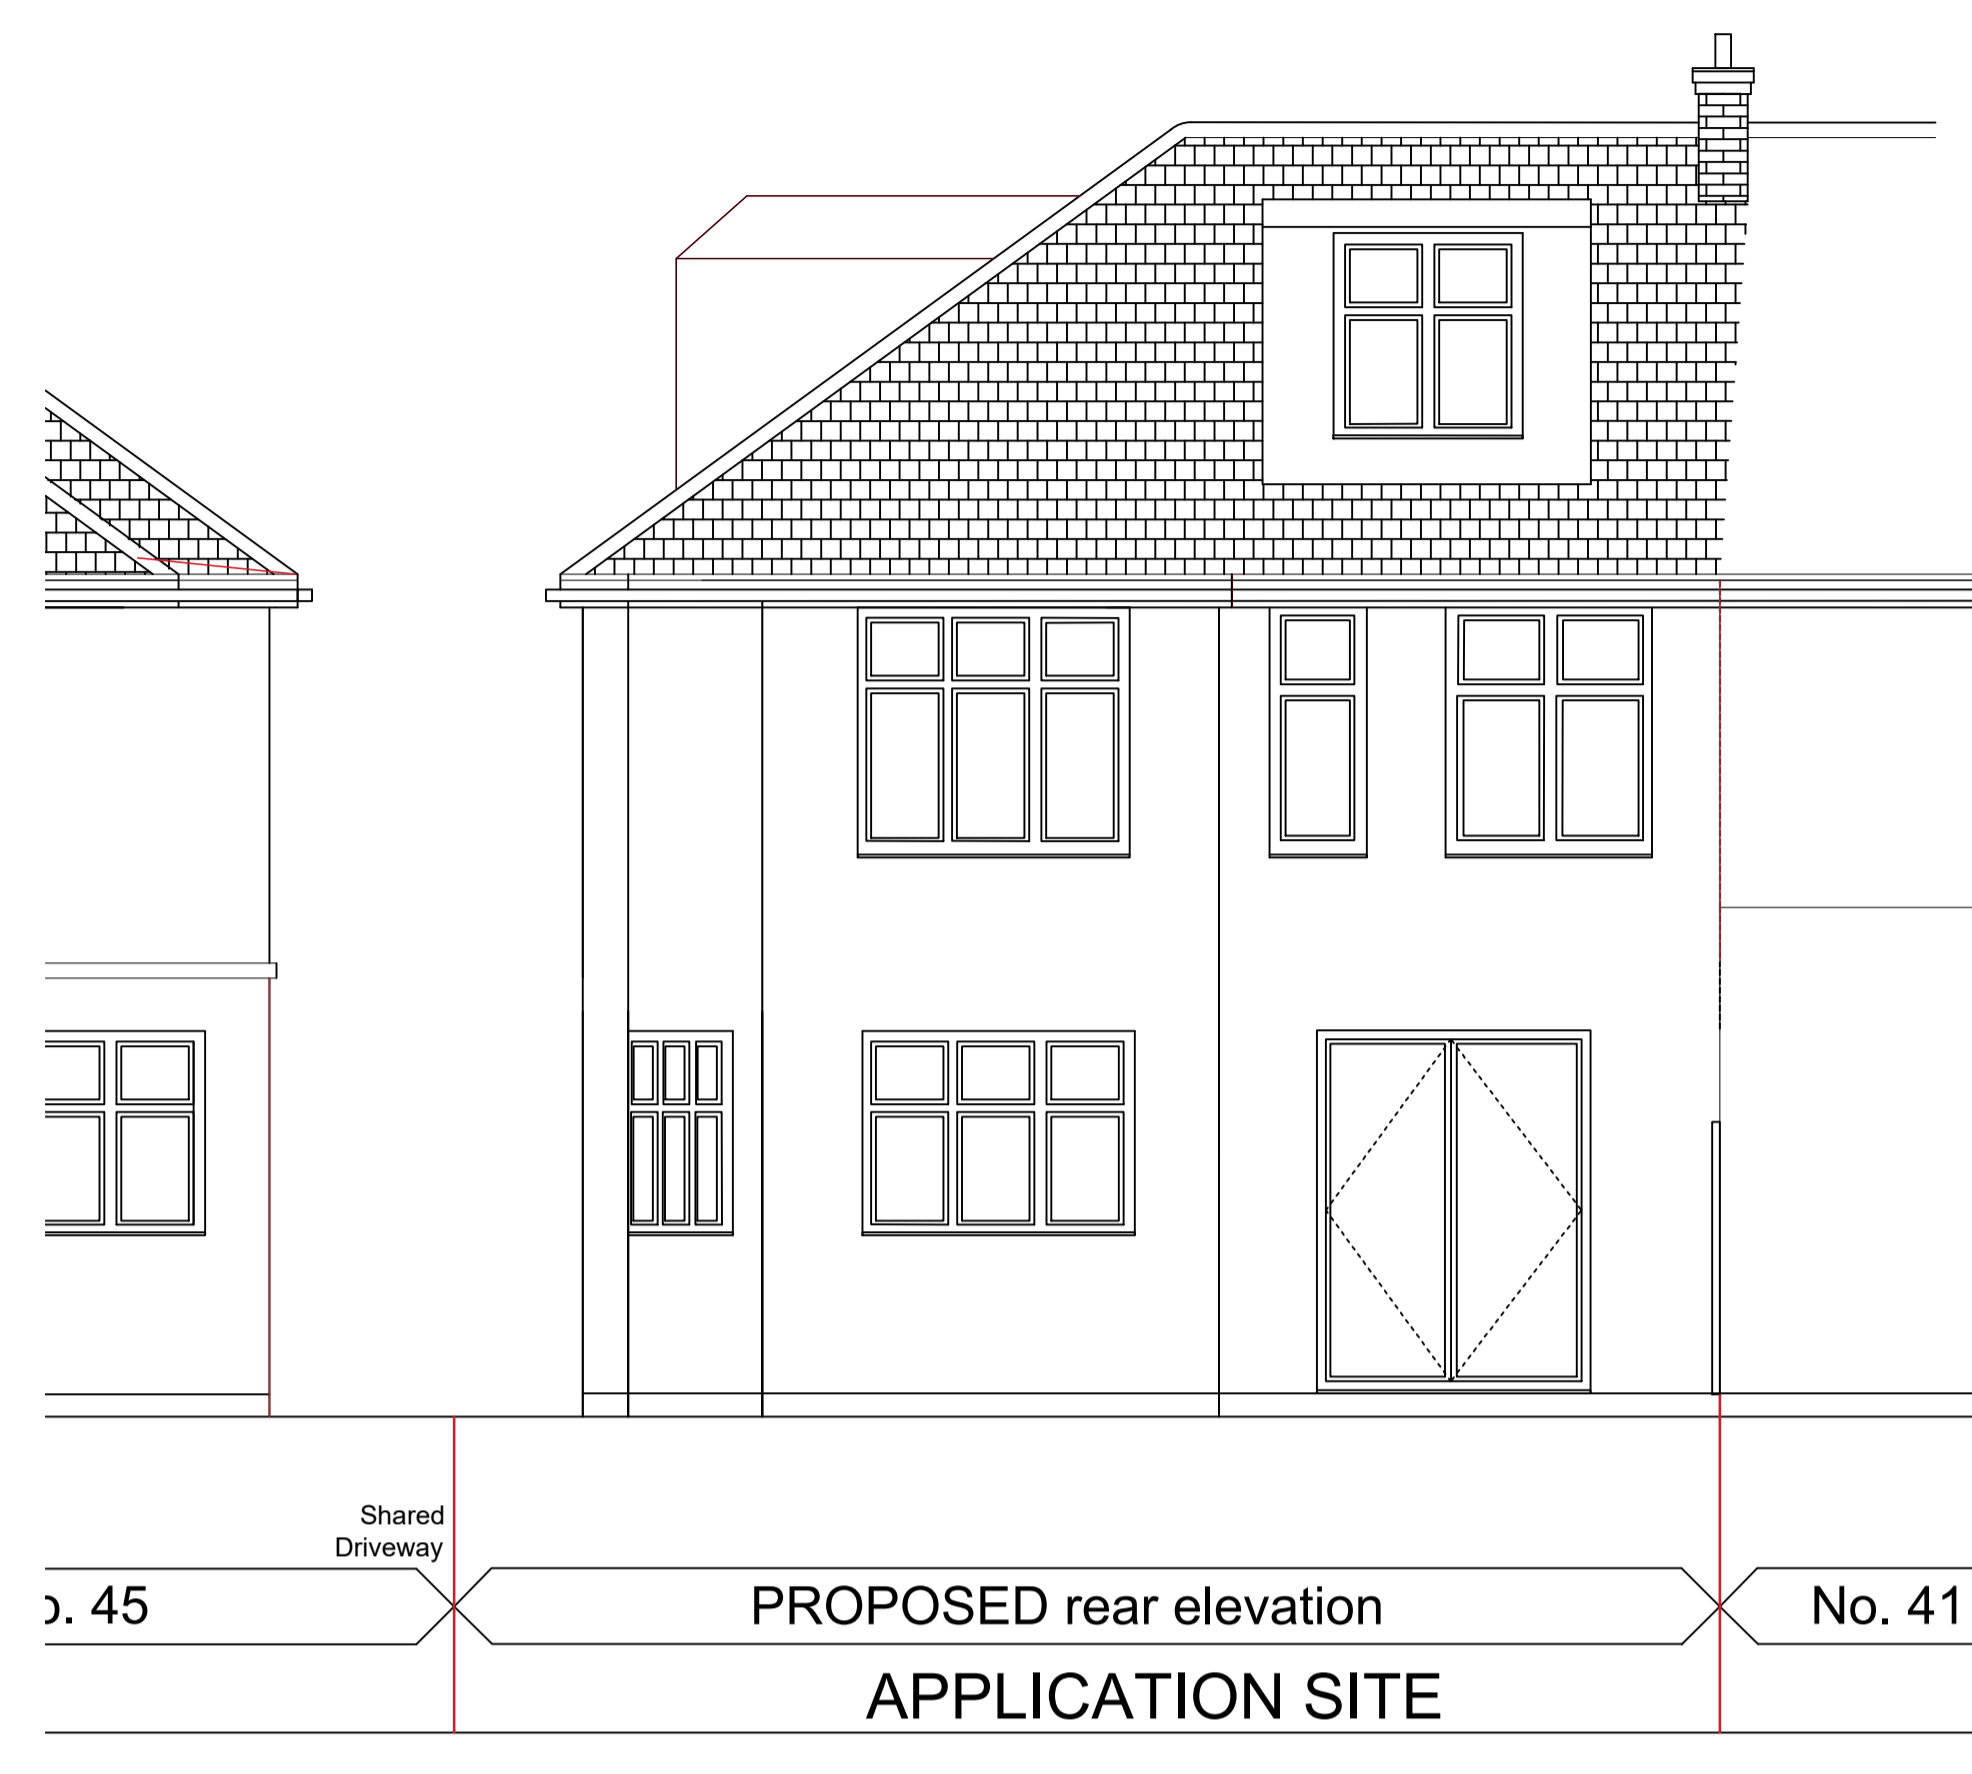 Shared
Driveway
o. 45
PROPOSED rear elevation
No. 41
APPLICATION SITE